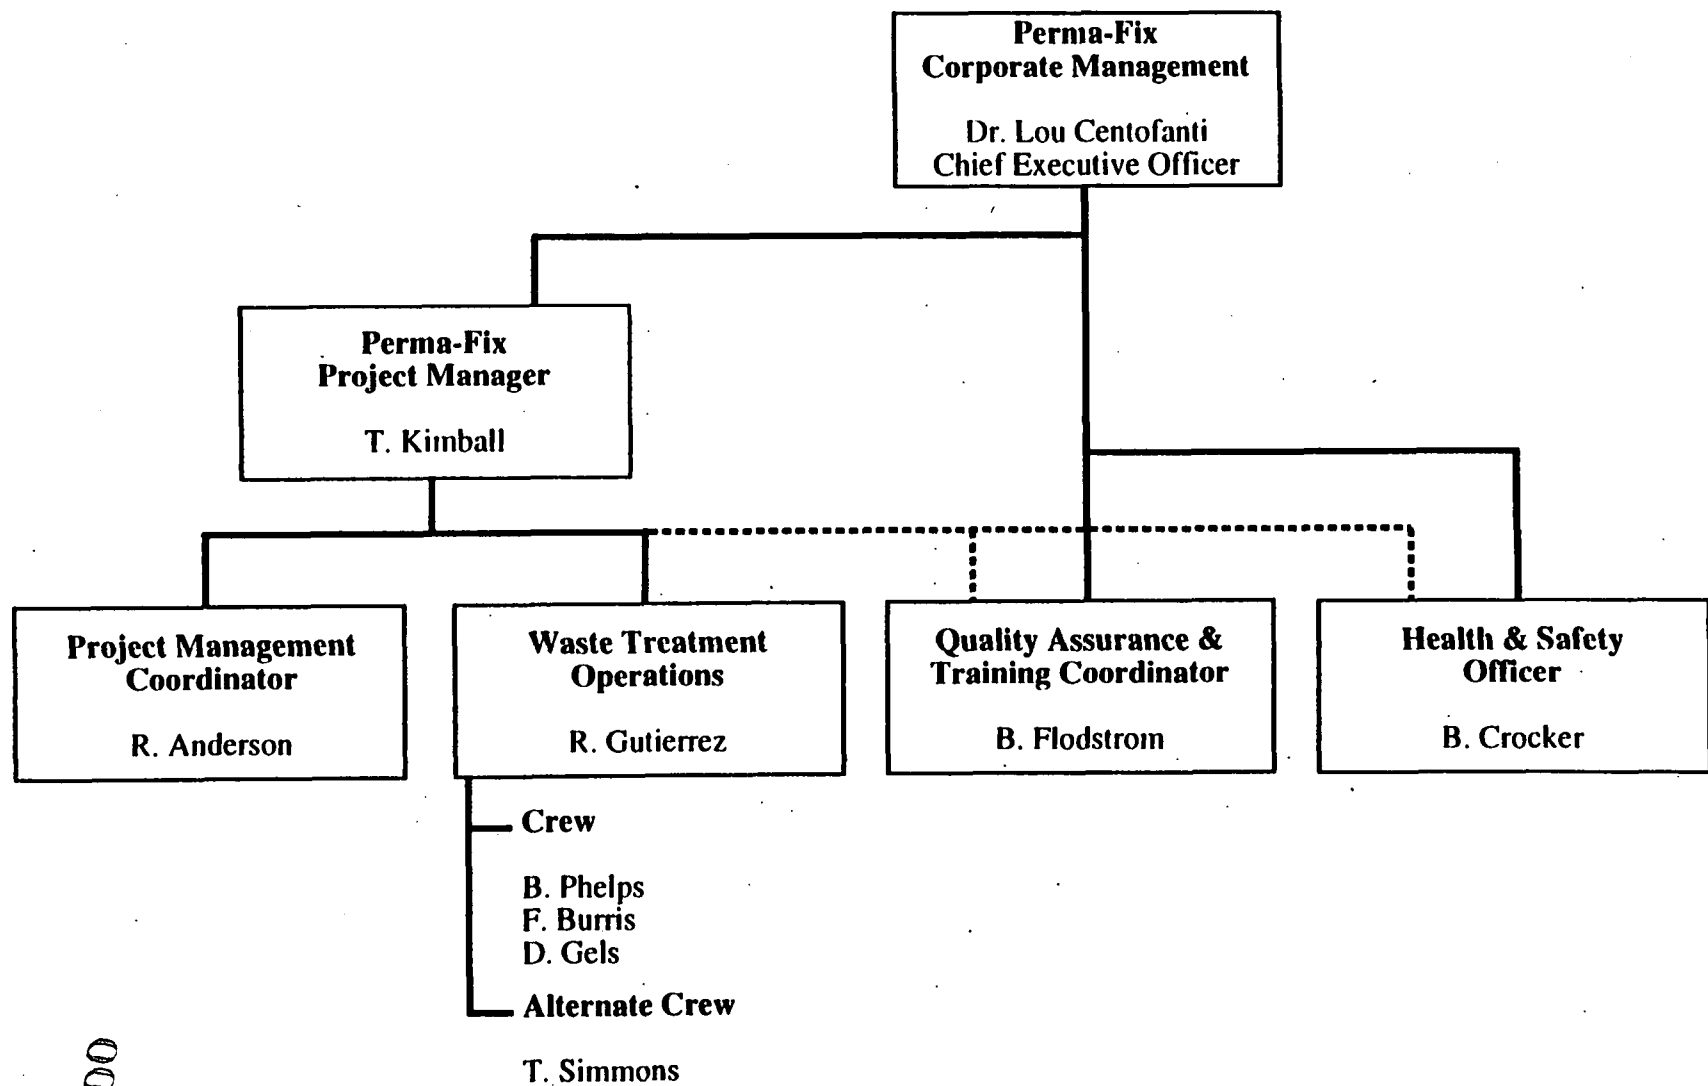 Perma-Fix
Corporate Management
Dr. Lou Centofanti
Chief Executive Officer
Perma-Fix
Project Manager
T. Kimball
Project Management
Coordinator
R. Anderson
Waste Treatment
Operations
R. Gutierrez
Quality Assurance &
Training Coordinator
B. Flodstrom
Health & Safety
Officer
B. Crocker
Crew
B. Phelps
F. Burris
D. Gels
Alternate Crew
T. Simmons